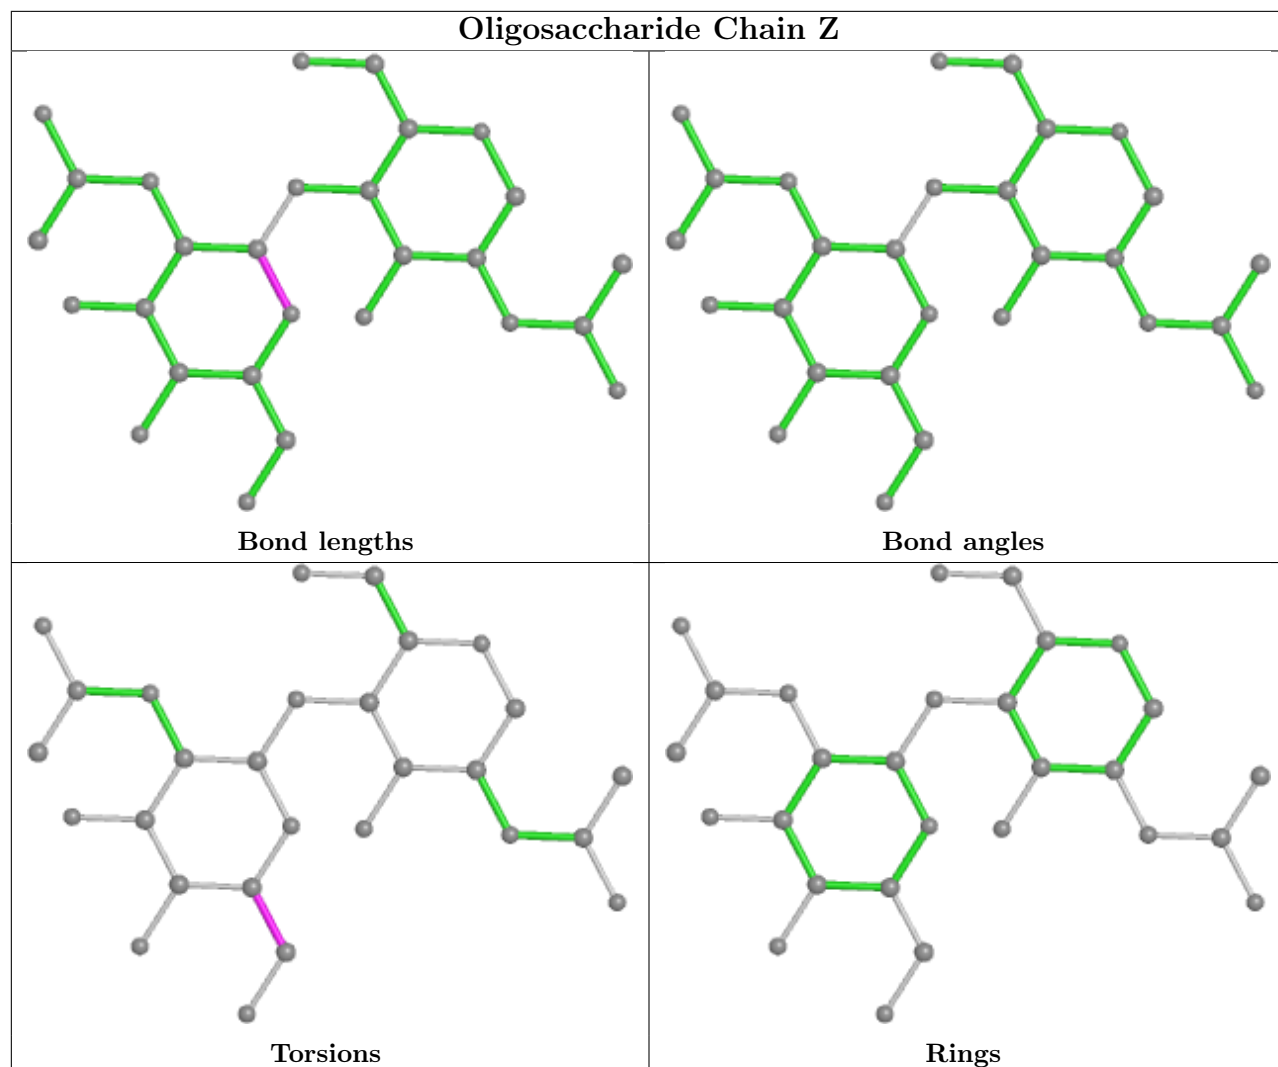 Oligosaccharide Chain Z
Bond lengths
Bond angles
Torsions
Rings